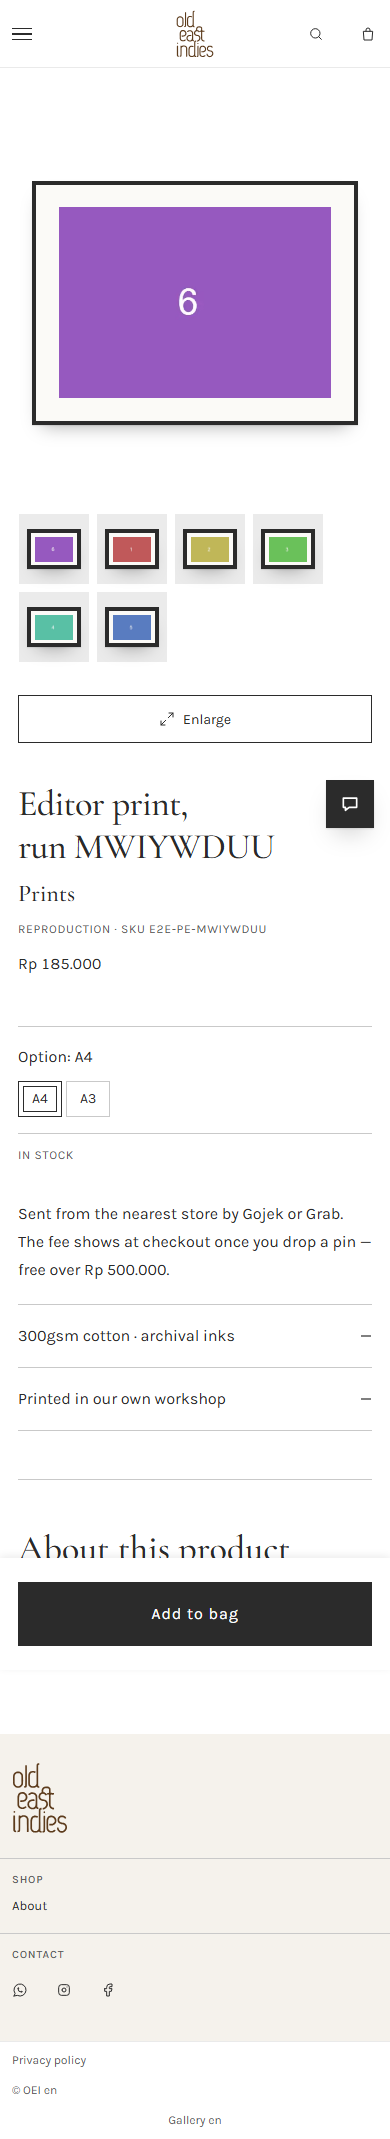 old
east
indies
6
Enlarge
Editor print,
run MWIYWDUU
Prints
REPRODUCTION · SKU E2E-PE-MWIYWDUU
Rp 185.000
Option: A4
A4 A3
IN STOCK
Sent from the nearest store by Gojek or Grab.
The fee shows at checkout once you drop a pin —
free over Rp 500.000.
300gsm cotton · archival inks
Printed in our own workshop
About this product
Add to bag
old
east
indies
SHOP
About
CONTACT
Privacy policy
© OEI en
Gallery en